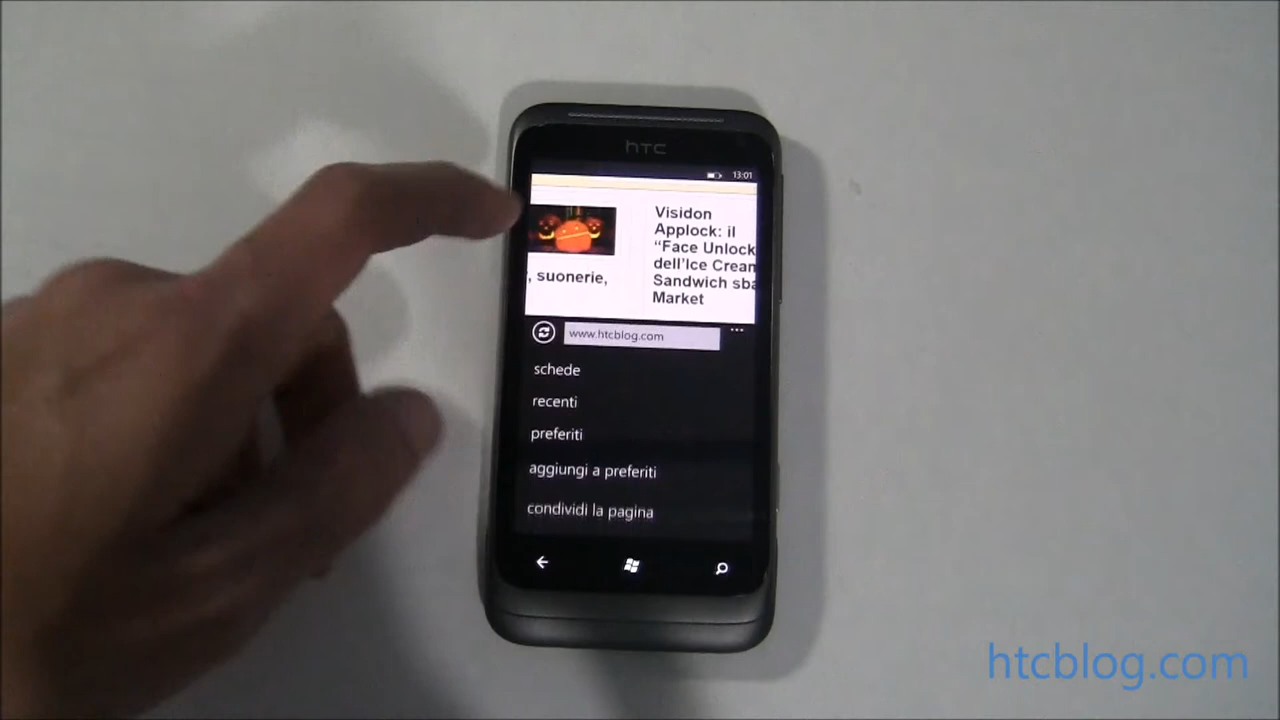 hTC
13:01
, suonerie,
Visidon
Applock: il
“Face Unlock
dell’Ice Cream
Sandwich sba
Market
www.htcblog.com
...
schede
recenti
preferiti
aggiungi a preferiti
condividi la pagina
htcblog.com